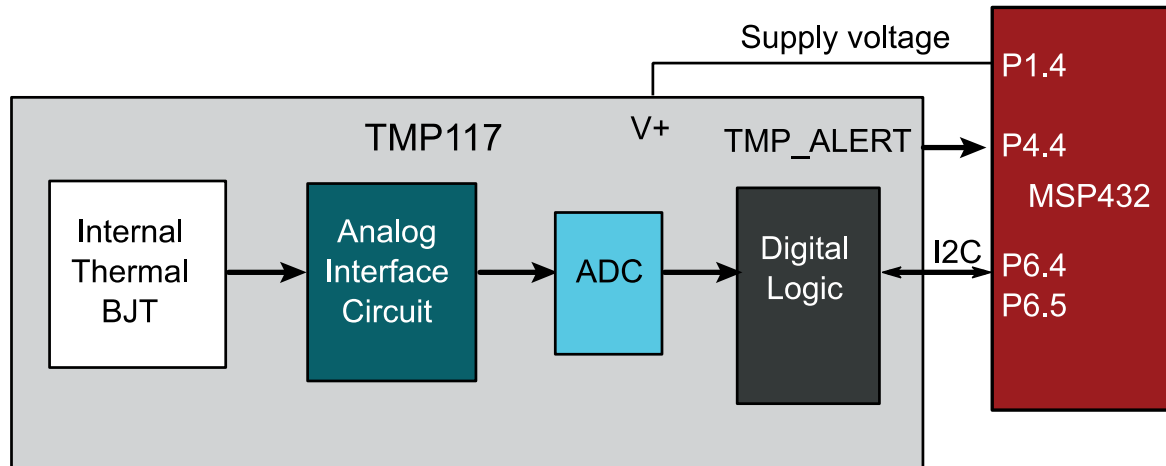 Supply voltage
P1.4
TMP117
V+
TMP_ALERT
P4.4
MSP432
Internal
Thermal
BJT
Analog
Interface
Circuit
ADC
Digital
Logic
I2C
P6.4
P6.5